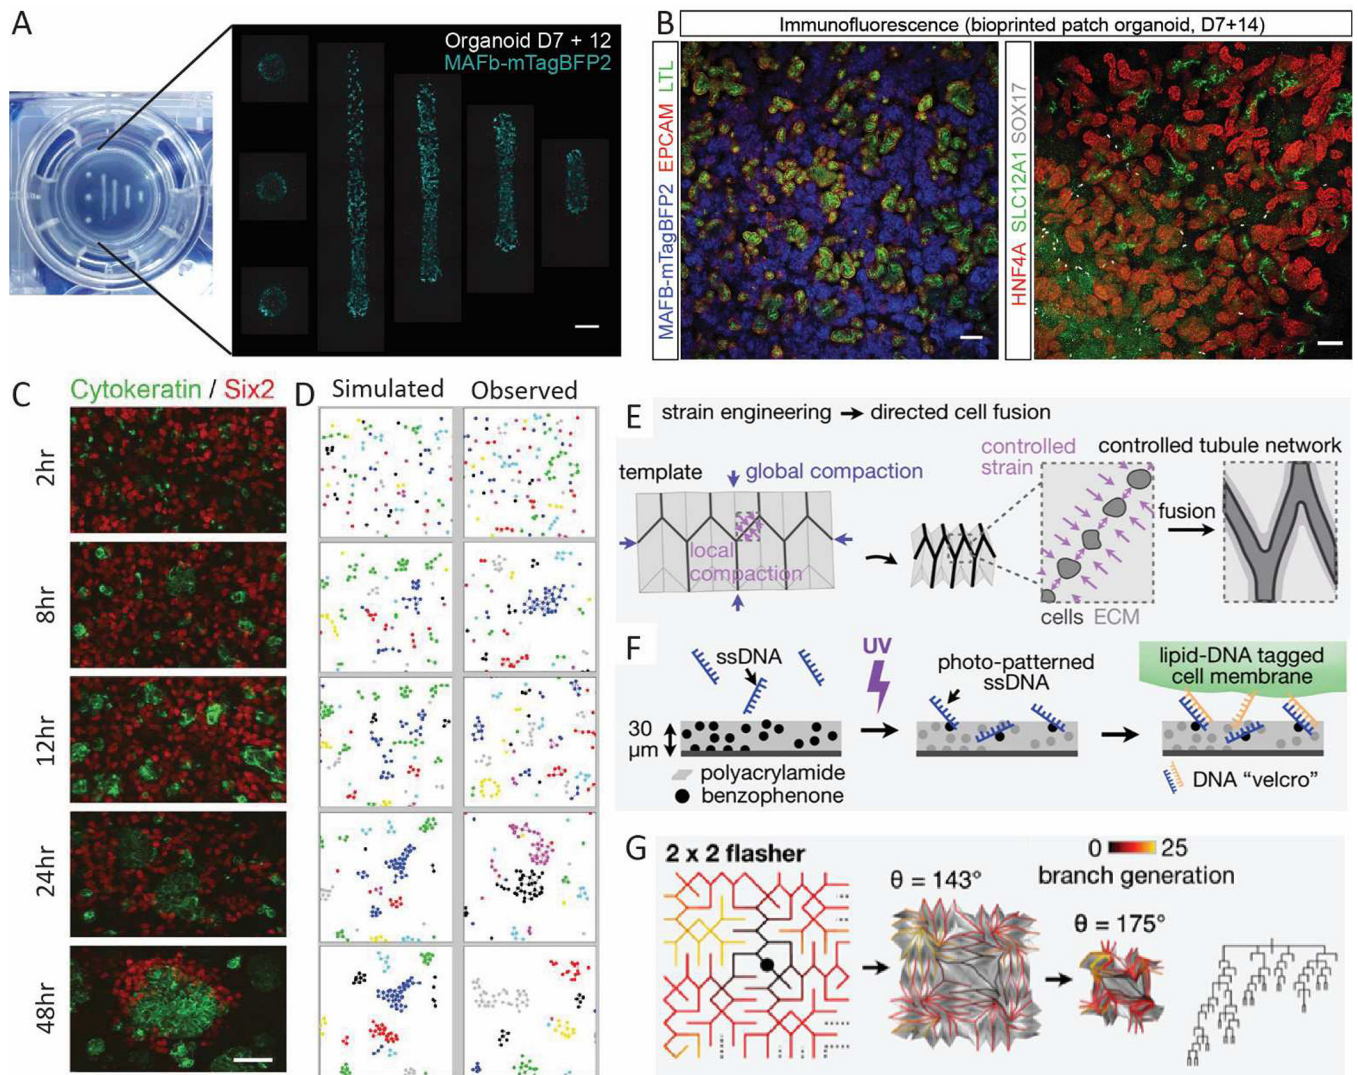 A
Organoid D7 + 12
MAFb-mTagBFP2
B
Immunofluorescence (bioprinted patch organoid, D7+14)
MAFB-mTagBFP2 EPCAM LTL
HNF4A SLC12A1 SOX17
C
Cytokeratin / Six2
2hr
8hr
12hr
24hr
48hr
D
Simulated
Observed
E
strain engineering → directed cell fusion
template
global compaction
local
compaction
controlled
strain
controlled tubule network
fusion
cells ECM
F
ssDNA
UV
photo-patterned
ssDNA
lipid-DNA tagged
cell membrane
30
µm
polyacrylamide
benzophenone
DNA “velcro”
G
2 x 2 flasher
0
25
branch generation
θ = 143°
θ = 175°